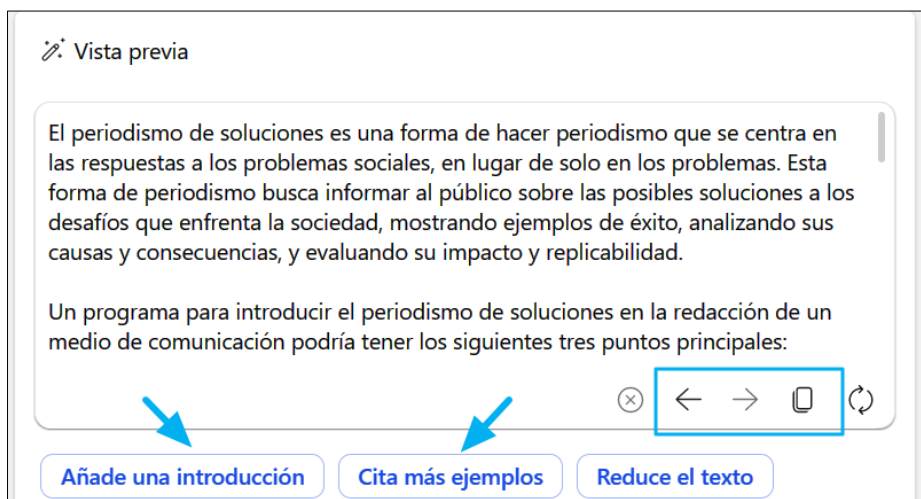 Vista previa
El periodismo de soluciones es una forma de hacer periodismo que se centra en
las respuestas a los problemas sociales, en lugar de solo en los problemas. Esta
forma de periodismo busca informar al público sobre las posibles soluciones a los
desafíos que enfrenta la sociedad, mostrando ejemplos de éxito, analizando sus
causas y consecuencias, y evaluando su impacto y replicabilidad.
Un programa para introducir el periodismo de soluciones en la redacción de un
medio de comunicación podría tener los siguientes tres puntos principales:
Añade una introducción
Cita más ejemplos
Reduce el texto